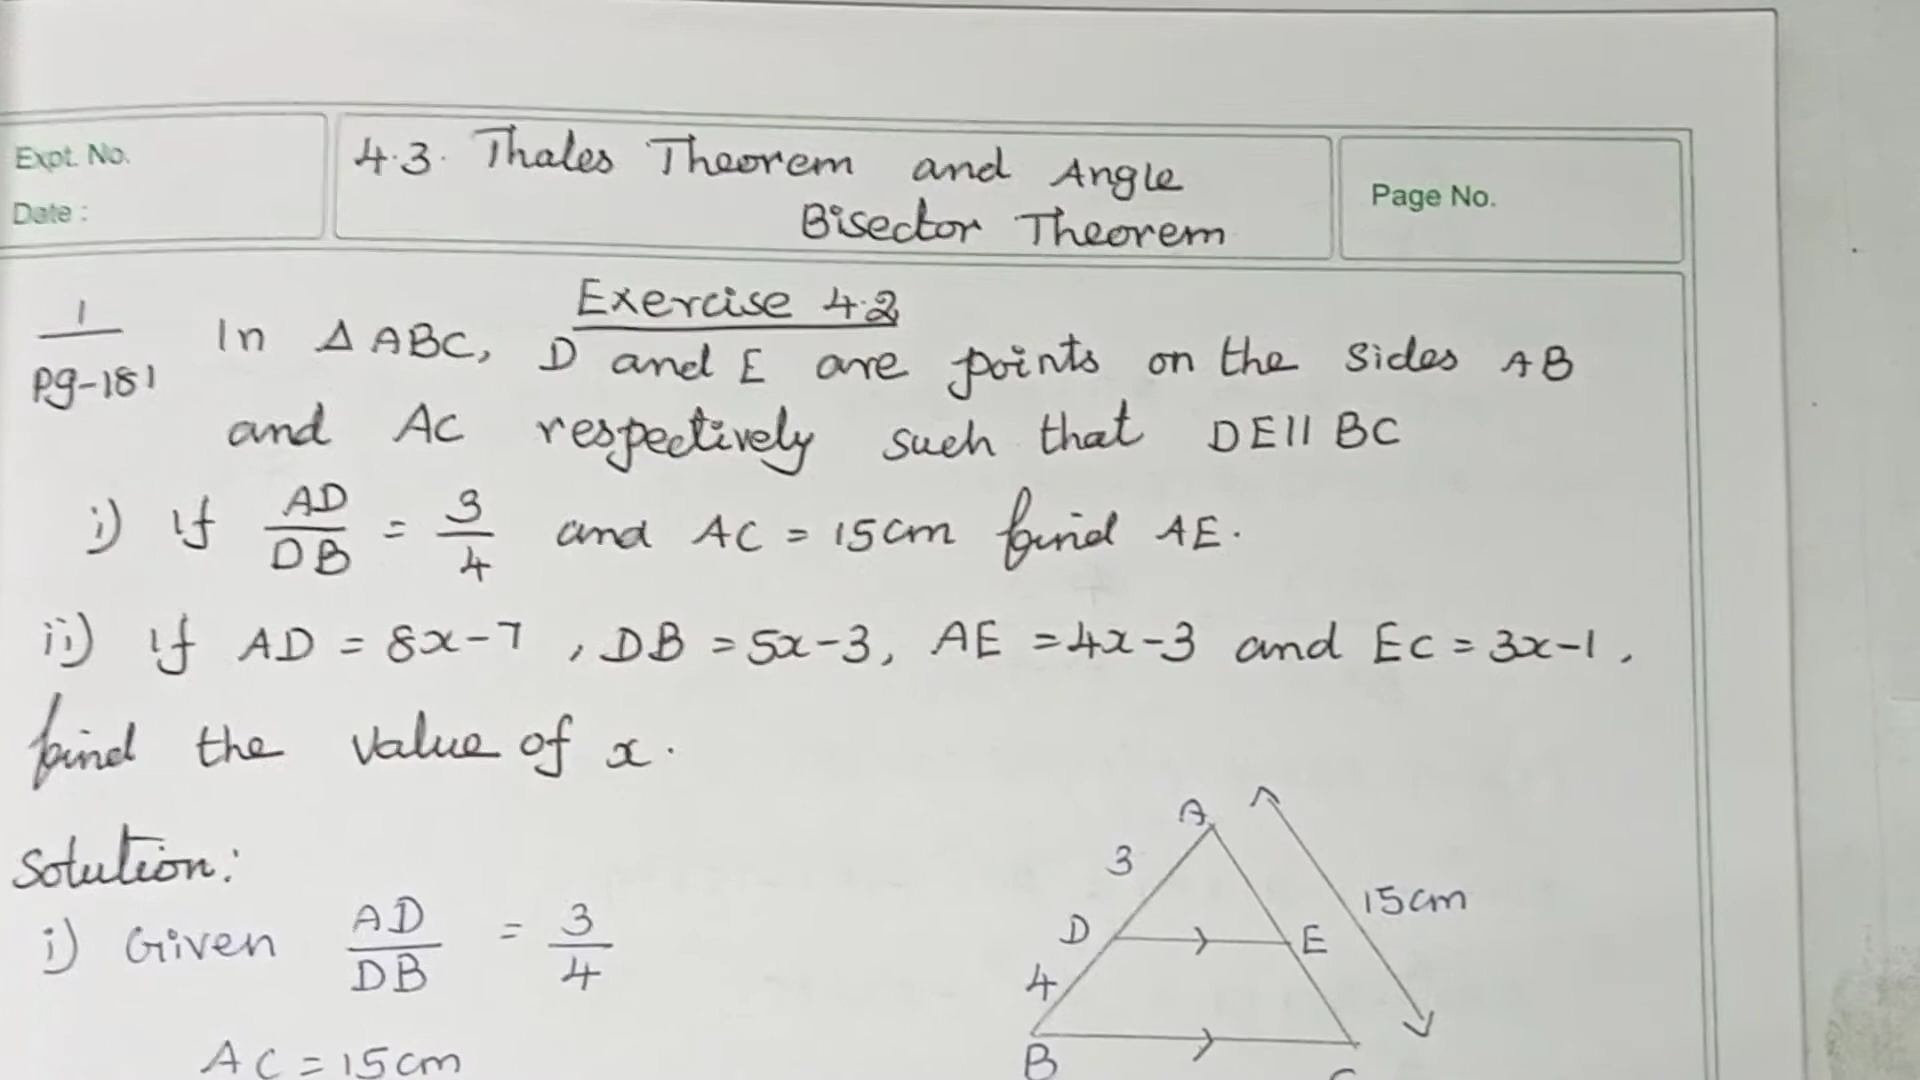 Expt. No.
Date :
4.3. Thales Theorem and Angle
Bisector Theorem
Page No.
Exercise 4.2
1
Pg-181
In △ABC, D and E are points on the sides AB
and AC respectively such that DE || BC
i) If AD/DB = 3/4 and AC = 15cm find AE.
ii) If AD = 8x-7, DB = 5x-3, AE = 4x-3 and EC = 3x-1,
find the value of x.
Solution:
i) Given AD/DB = 3/4
AC = 15cm
A
3
15cm
D
E
4
B
C